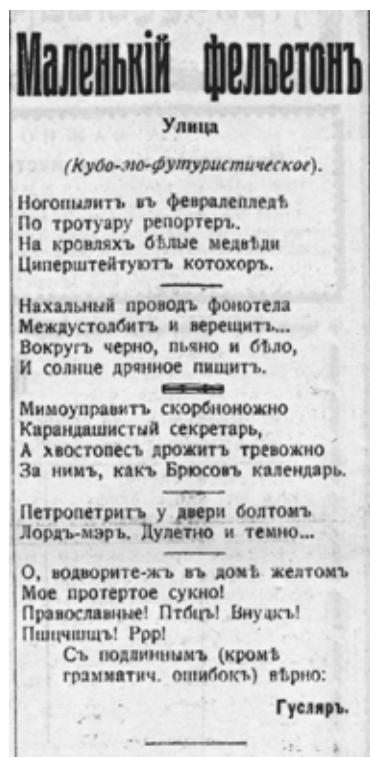 Маленькій фельетонъ
Улица
(Кубо-эго-футуристическое).
Ногопылитъ въ февралепледѣ
По тротуару репортеръ.
На кровляхъ бѣлые медвѣди
Циперштейтуютъ котохоръ.
Нахальный проводъ фонотела
Междустолбитъ и верещитъ...
Вокругъ черно, пьяно и бѣло,
И солнце дрянное пищитъ.
Мимоуправитъ скорбноножно
Карандашистый секретарь,
А хвостопесъ дрожитъ тревожно
За нимъ, какъ Брюсовъ календарь.
Петропетритъ у двери болтомъ
Лордъ-мэръ. Дулетно и темно...
О, водворите-жъ въ домѣ желтомъ
Мое протертое сукно!
Православные! Птбцъ! Внудкъ!
Пшцчшщъ! Ррр!
Съ подлиннымъ (кромѣ
грамматич. ошибокъ) вѣрно:
Гусляръ.